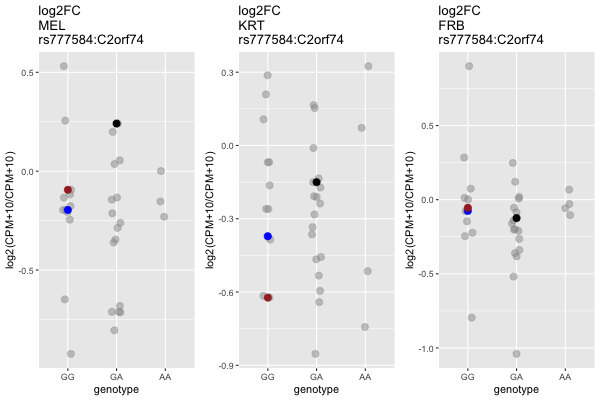 log2FC
MEL
rs777584:C2orf74
log2(CPM+10/CPM+10)
0.5
0.0
-0.5
GG
GA
AA
genotype
log2FC
KRT
rs777584:C2orf74
log2(CPM+10/CPM+10)
0.3
0.0
-0.3
-0.6
-0.9
GG
GA
AA
genotype
log2FC
FRB
rs777584:C2orf74
log2(CPM+10/CPM+10)
0.5
0.0
-0.5
-1.0
GG
GA
AA
genotype